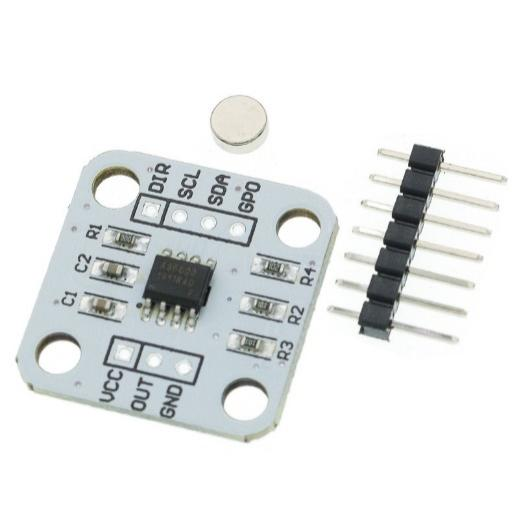 DIR
SCL
SDA
GPO
R1
C2
C1
R4
R2
R3
VCC
OUT
GND